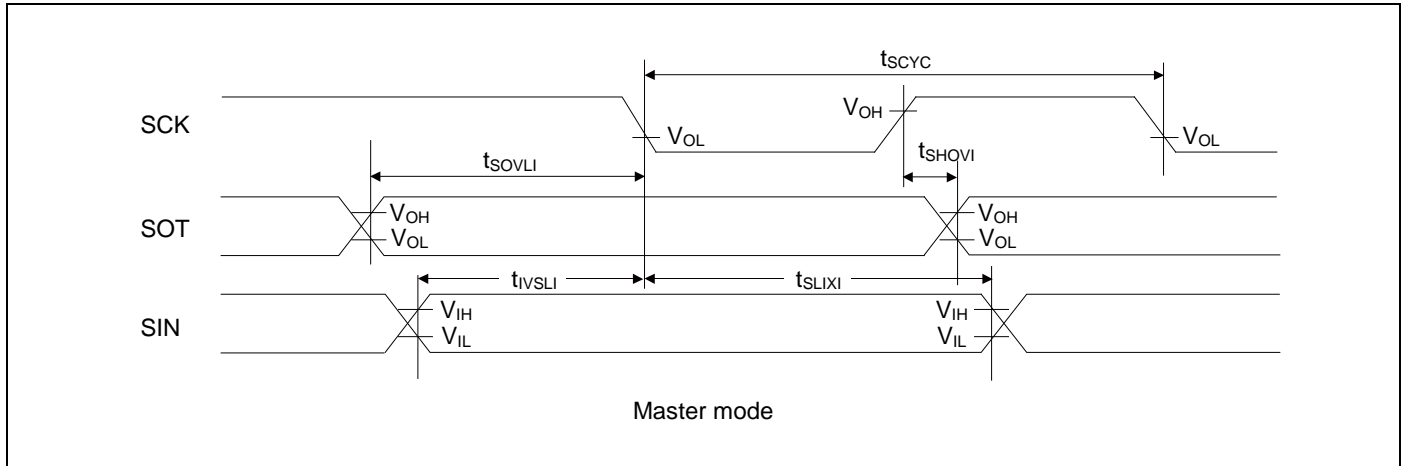 tSCYC
SCK
VOH
VOL
VOL
tSHOVI
tSOVLI
SOT
VOH
VOL
VOH
VOL
tIVSLI
tSLIXI
SIN
VIH
VIL
VIH
VIL
Master mode